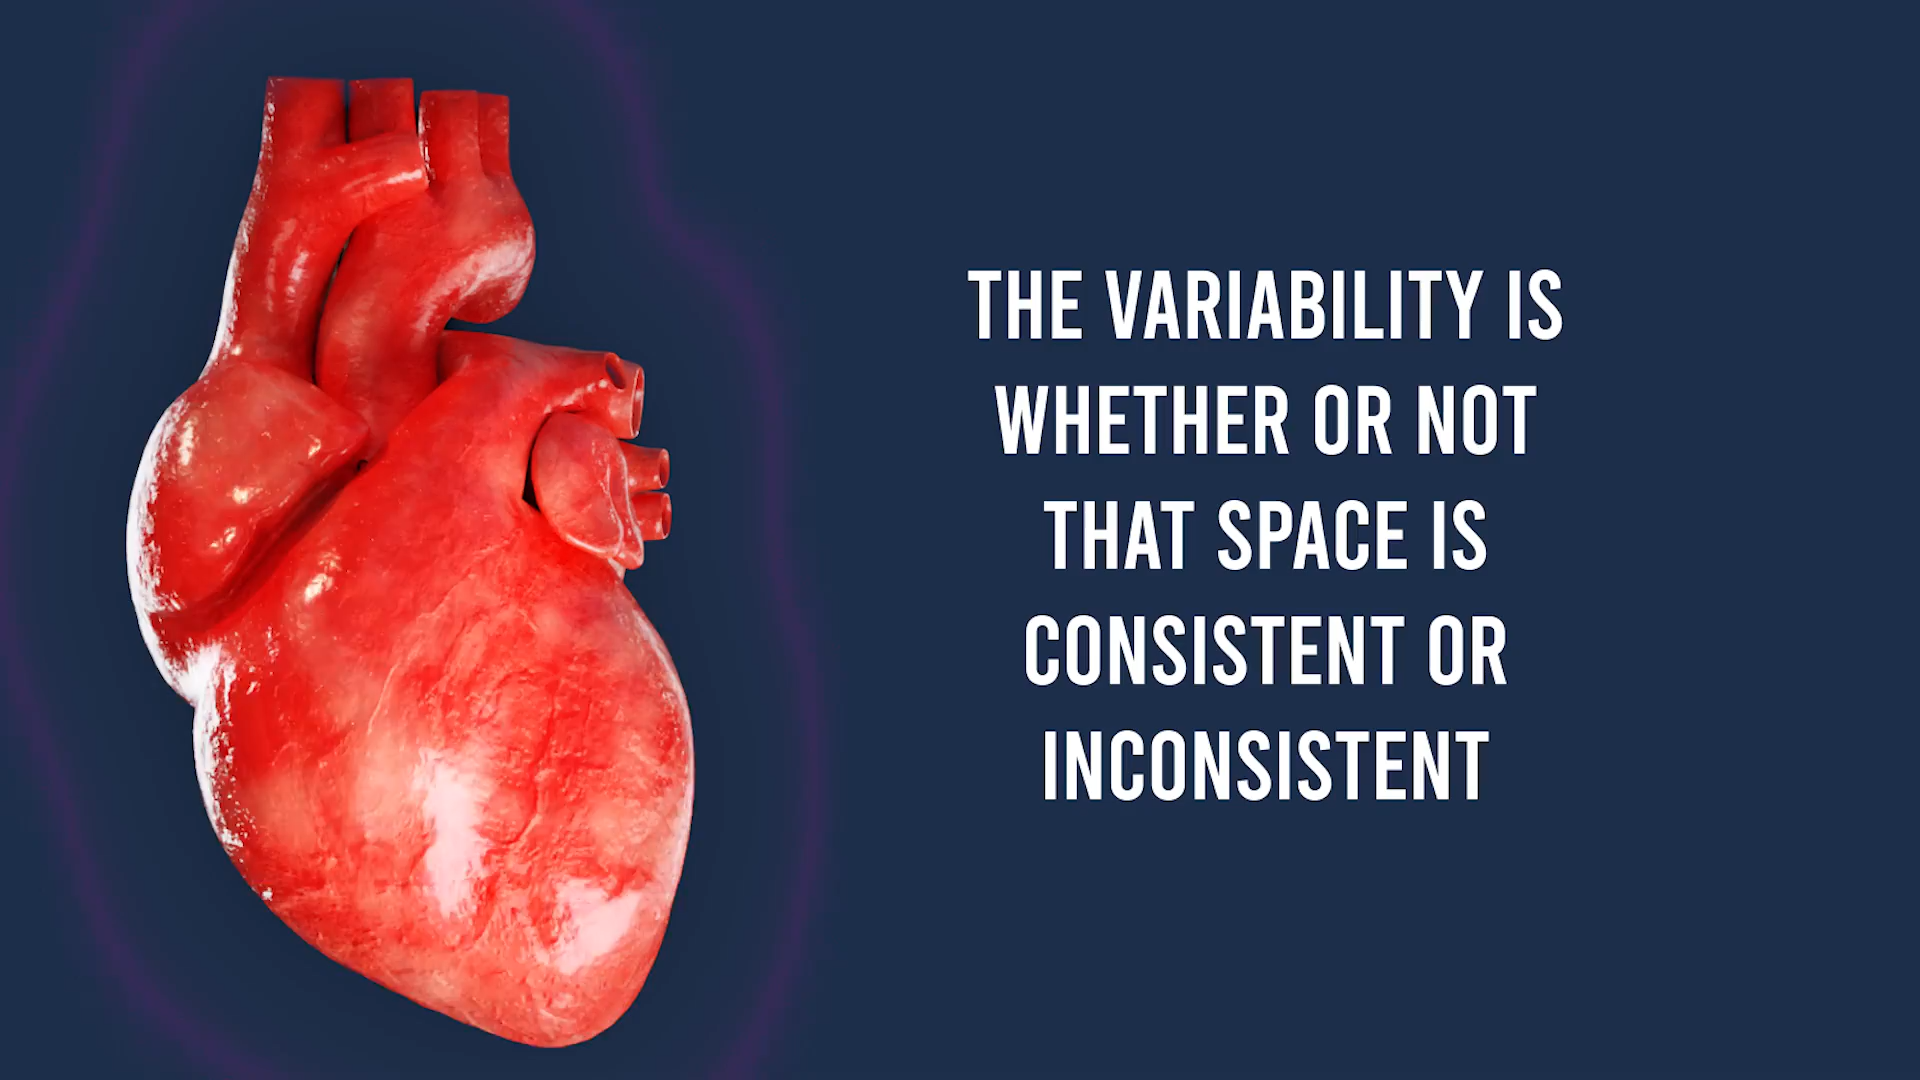 THE VARIABILITY IS
WHETHER OR NOT
THAT SPACE IS
CONSISTENT OR
INCONSISTENT